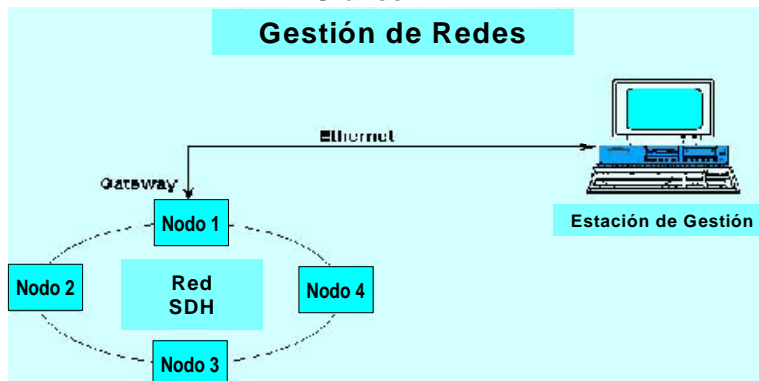 Gestión de Redes
Ethernet
Gateway
Nodo 1
Estación de Gestión
Nodo 2
Red
SDH
Nodo 4
Nodo 3